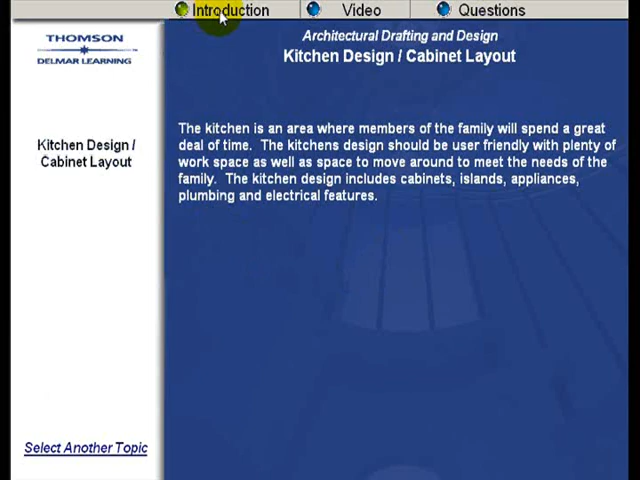 Introduction
Video
Questions
THOMSON
DELMAR LEARNING
Architectural Drafting and Design
Kitchen Design / Cabinet Layout
Kitchen Design /
Cabinet Layout
The kitchen is an area where members of the family will spend a great
deal of time.  The kitchens design should be user friendly with plenty of
work space as well as space to move around to meet the needs of the
family.  The kitchen design includes cabinets, islands, appliances,
plumbing and electrical features.
Select Another Topic